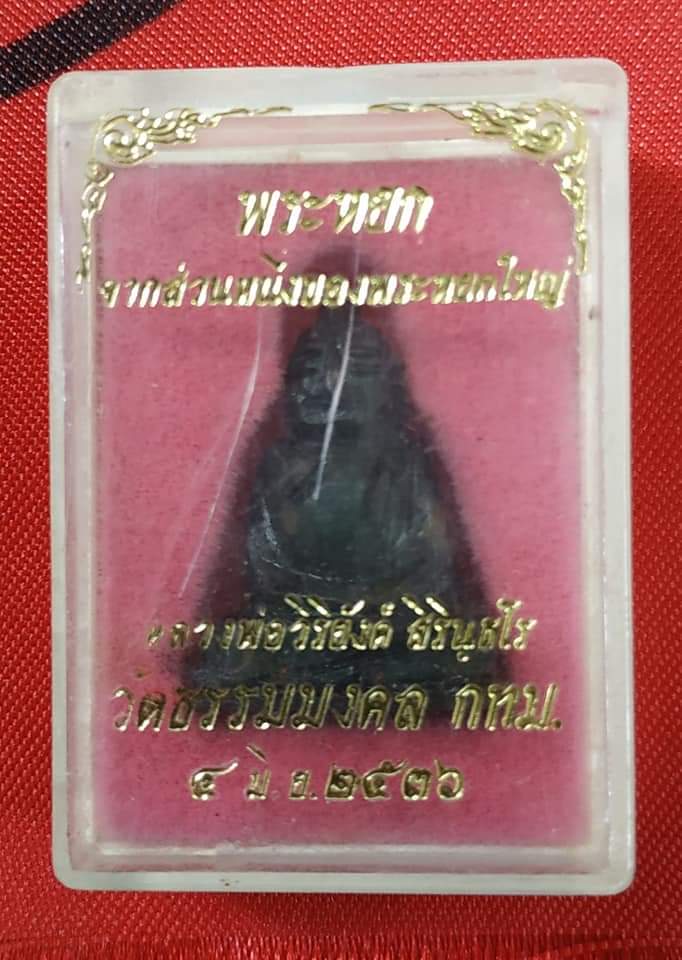 พระหยก
จากส่วนหนึ่งของพระหยกใหญ่
หลวงพ่อวิริยังค์ สิรินฺธโร
วัดธรรมมงคล กทม.
๔ มิ.ย. ๒๕๓๖